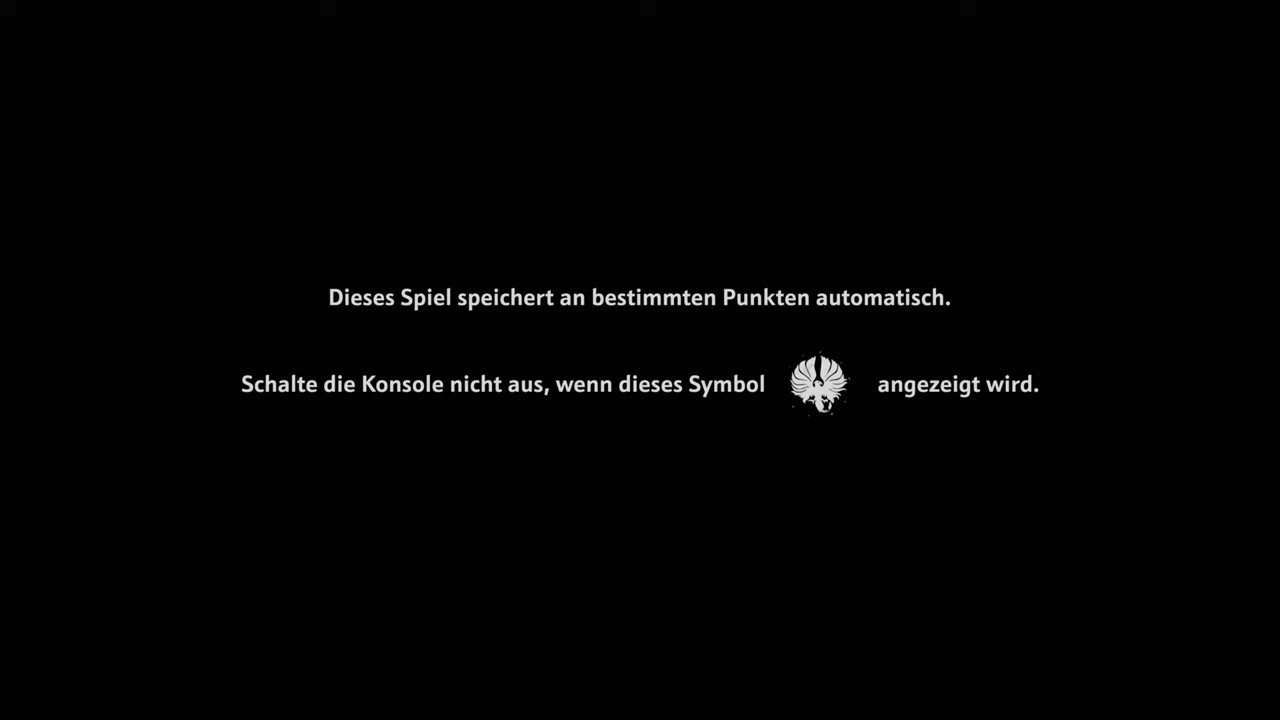 Dieses Spiel speichert an bestimmten Punkten automatisch.
Schalte die Konsole nicht aus, wenn dieses Symbol angezeigt wird.